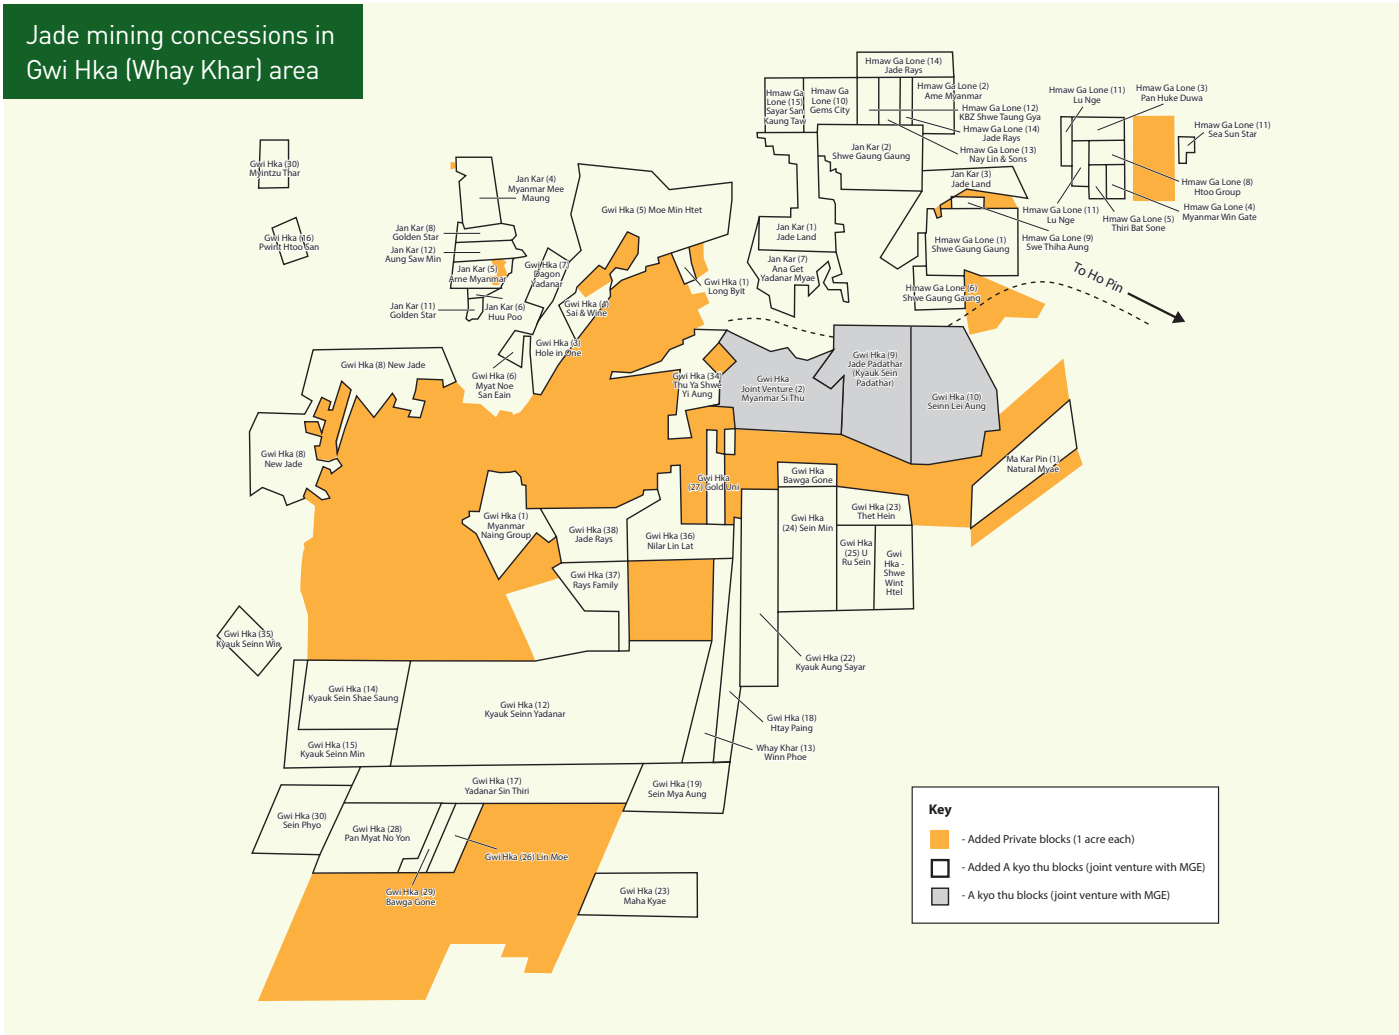 Jade mining concessions in
Gwi Hka (Whay Khar) area
Hmaw Ga Lone (14)
Jade Rays
Hmaw Ga
Lone (15)
Sayar San
Kaung Taw
Hmaw Ga
Lone (10)
Gems City
Hmaw Ga Lone (2)
Ame Myanmar
Hmaw Ga Lone (12)
KBZ Shwe Taung Gya
Hmaw Ga Lone (14)
Jade Rays
Hmaw Ga Lone (13)
Nay Lin & Sons
Hmaw Ga Lone (11)
Lu Nge
Hmaw Ga Lone (3)
Pan Huke Duwa
Hmaw Ga Lone (11)
Sea Sun Star
Hmaw Ga Lone (8)
Htoo Group
Hmaw Ga Lone (4)
Myanmar Win Gate
Hmaw Ga Lone (5)
Thiri Bat Sone
Hmaw Ga Lone (11)
Lu Nge
Hmaw Ga Lone (9)
Swe Thiha Aung
Jan Kar (2)
Shwe Gaung Gaung
Jan Kar (3)
Jade Land
Hmaw Ga Lone (1)
Shwe Gaung Gaung
Hmaw Ga Lone (6)
Shwe Gaung Gaung
To Ho Pin
Jan Kar (1)
Jade Land
Jan Kar (7)
Ana Get
Yadanar Myae
Gwi Hka (30)
Myintzu Thar
Gwi Hka (16)
Pwint Htoo San
Jan Kar (4)
Myanmar Mee
Maung
Jan Kar (8)
Golden Star
Jan Kar (12)
Aung Saw Min
Jan Kar (5)
Arne Myanmar
Jan Kar (11)
Golden Star
Jan Kar (6)
Huu Poo
Gwi Hka (5) Moe Min Htet
Gwi Hka (7)
Dagon
Yadanar
Gwi Hka (4)
Sai & Wine
Gwi Hka (1)
Long Byit
Gwi Hka (3)
Hole in One
Gwi Hka (6)
Myat Noe
San Eain
Gwi Hka (8) New Jade
Gwi Hka (8)
New Jade
Gwi Hka (34)
Thu Ya Shwe
Yi Aung
Gwi Hka
Joint Venture (2)
Myanmar Si Thu
Gwi Hka (9)
Jade Padathar
(Kyauk Sein
Padathar)
Gwi Hka (10)
Seinn Lei Aung
Ma Kar Pin (1)
Natural Myae
Gwi Hka
(27) Gold Uni
Gwi Hka
Bawga Gone
Gwi Hka
(24) Sein Min
Gwi Hka (23)
Thet Hein
Gwi Hka
(25) U
Ru Sein
Gwi
Hka -
Shwe
Wint
Htel
Gwi Hka (1)
Myanmar
Naing Group
Gwi Hka (38)
Jade Rays
Gwi Hka (36)
Nilar Lin Lat
Gwi Hka (37)
Rays Family
Gwi Hka (35)
Kyauk Seinn Win
Gwi Hka (22)
Kyauk Aung Sayar
Gwi Hka (14)
Kyauk Sein Shae Saung
Gwi Hka (12)
Kyauk Seinn Yadanar
Gwi Hka (18)
Htay Paing
Gwi Hka (15)
Kyauk Seinn Min
Whay Khar (13)
Winn Phoe
Gwi Hka (17)
Yadanar Sin Thiri
Gwi Hka (19)
Sein Mya Aung
Gwi Hka (30)
Sein Phyo
Gwi Hka (28)
Pan Myat No Yon
Gwi Hka (26) Lin Moe
Gwi Hka (29)
Bawga Gone
Gwi Hka (23)
Maha Kyae
Key
- Added Private blocks (1 acre each)
- Added A kyo thu blocks (joint venture with MGE)
- A kyo thu blocks (joint venture with MGE)